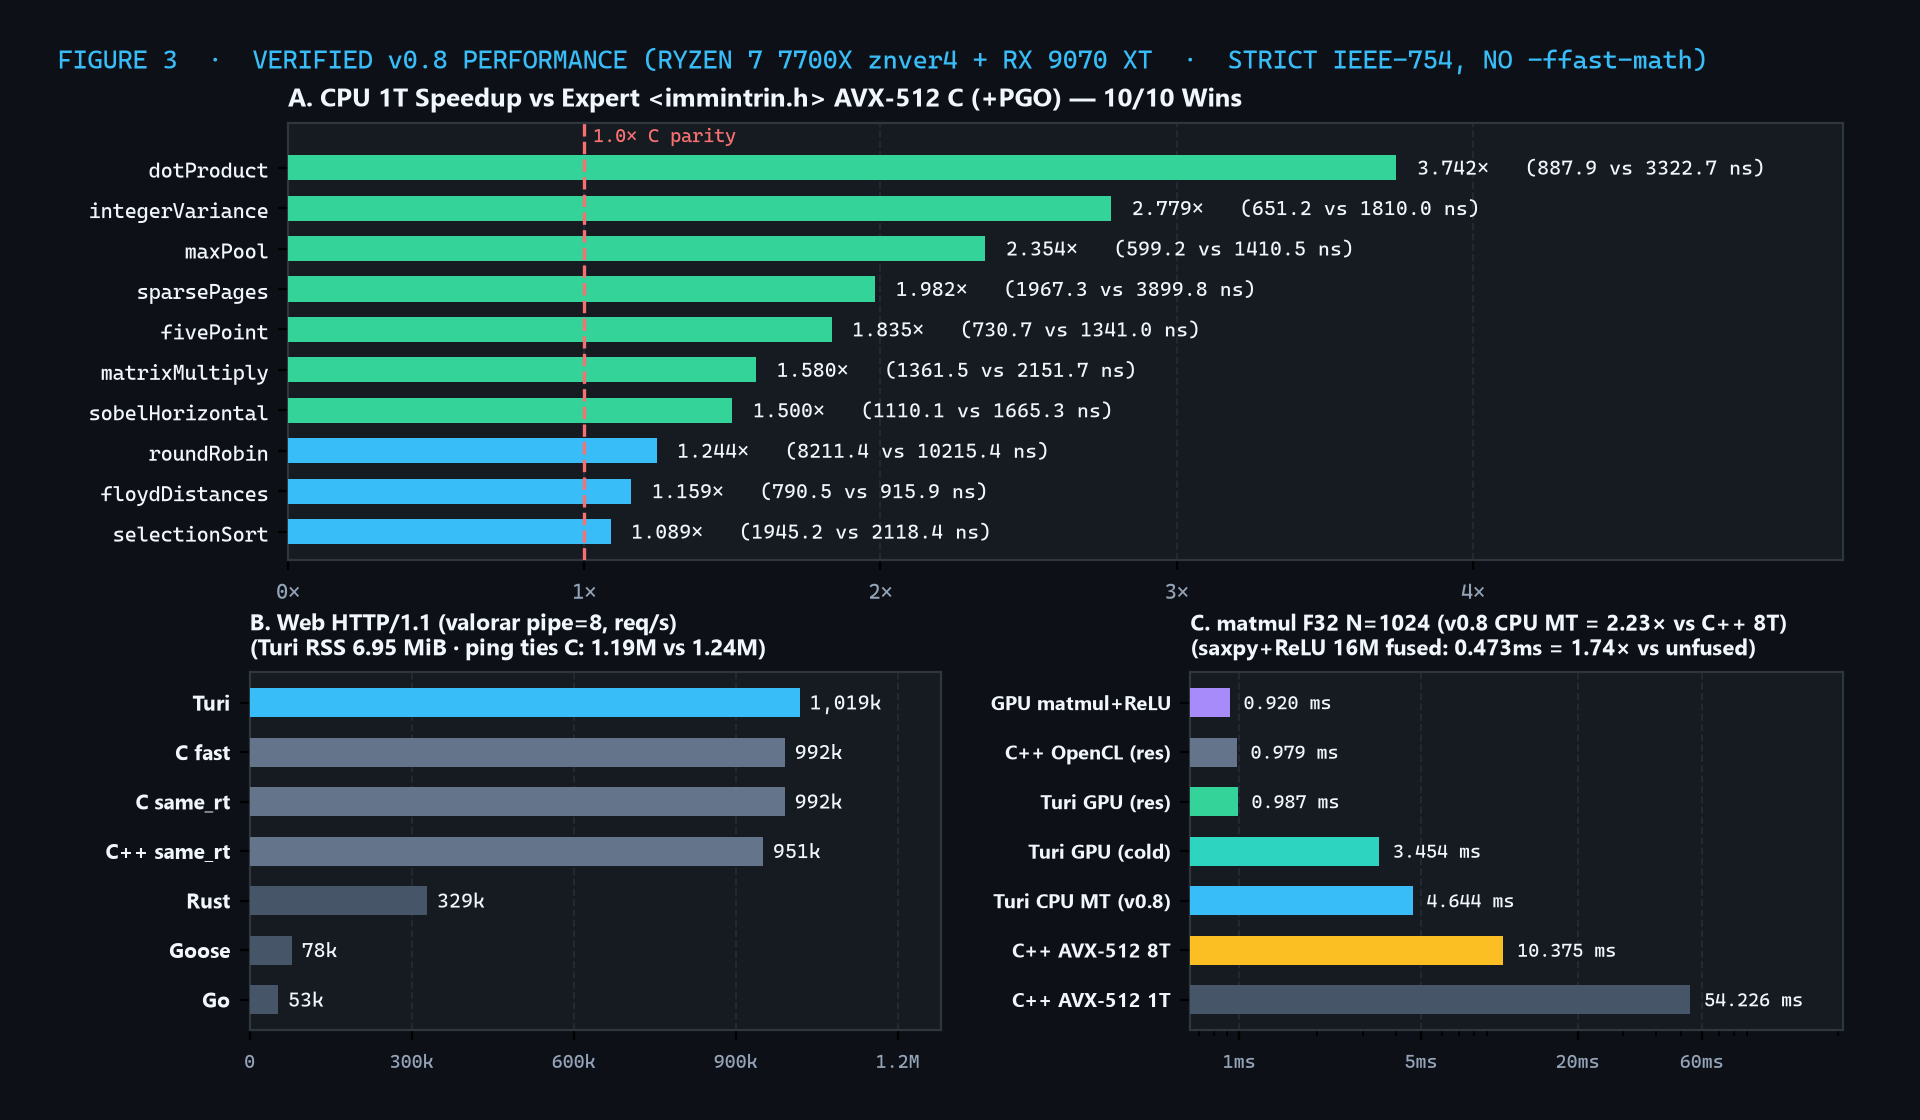 FIGURE 3 · VERIFIED v0.8 PERFORMANCE (RYZEN 7 7700X znver4 + RX 9070 XT · STRICT IEEE-754, NO -ffast-math)
A. CPU 1T Speedup vs Expert <immintrin.h> AVX-512 C (+PGO) — 10/10 Wins
1.0× C parity
dotProduct 3.742× (887.9 vs 3322.7 ns)
integerVariance 2.779× (651.2 vs 1810.0 ns)
maxPool 2.354× (599.2 vs 1410.5 ns)
sparsePages 1.982× (1967.3 vs 3899.8 ns)
fivePoint 1.835× (730.7 vs 1341.0 ns)
matrixMultiply 1.580× (1361.5 vs 2151.7 ns)
sobelHorizontal 1.500× (1110.1 vs 1665.3 ns)
roundRobin 1.244× (8211.4 vs 10215.4 ns)
floydDistances 1.159× (790.5 vs 915.9 ns)
selectionSort 1.089× (1945.2 vs 2118.4 ns)
0× 1× 2× 3× 4×
B. Web HTTP/1.1 (valorar pipe=8, req/s)
(Turi RSS 6.95 MiB · ping ties C: 1.19M vs 1.24M)
Turi 1,019k
C fast 992k
C same_rt 992k
C++ same_rt 951k
Rust 329k
Goose 78k
Go 53k
0 300k 600k 900k 1.2M
C. matmul F32 N=1024 (v0.8 CPU MT = 2.23× vs C++ 8T)
(saxpy+ReLU 16M fused: 0.473ms = 1.74× vs unfused)
GPU matmul+ReLU 0.920 ms
C++ OpenCL (res) 0.979 ms
Turi GPU (res) 0.987 ms
Turi GPU (cold) 3.454 ms
Turi CPU MT (v0.8) 4.644 ms
C++ AVX-512 8T 10.375 ms
C++ AVX-512 1T 54.226 ms
1ms 5ms 20ms 60ms